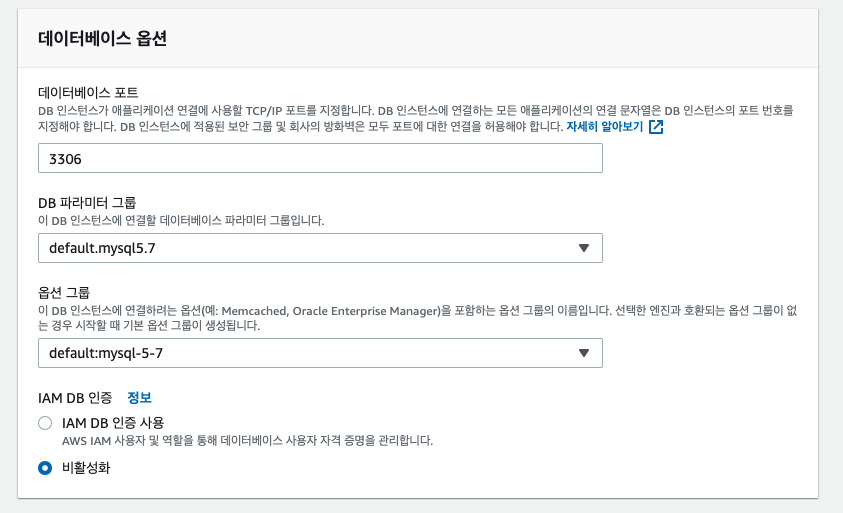 데이터베이스 옵션
데이터베이스 포트
DB 인스턴스가 애플리케이션 연결에 사용할 TCP/IP 포트를 지정합니다. DB 인스턴스에 연결하는 모든 애플리케이션의 연결 문자열은 DB 인스턴스의 포트 번호를
지정해야 합니다. DB 인스턴스에 적용된 보안 그룹 및 회사의 방화벽은 모두 포트에 대한 연결을 허용해야 합니다. 자세히 알아보기
3306
DB 파라미터 그룹
이 DB 인스턴스에 연결할 데이터베이스 파라미터 그룹입니다.
default.mysql5.7
옵션 그룹
이 DB 인스턴스에 연결하려는 옵션(예: Memcached, Oracle Enterprise Manager)을 포함하는 옵션 그룹의 이름입니다. 선택한 엔진과 호환되는 옵션 그룹이 없
는 경우 시작할 때 기본 옵션 그룹이 생성됩니다.
default:mysql-5-7
IAM DB 인증 정보
IAM DB 인증 사용
AWS IAM 사용자 및 역할을 통해 데이터베이스 사용자 자격 증명을 관리합니다.
비활성화